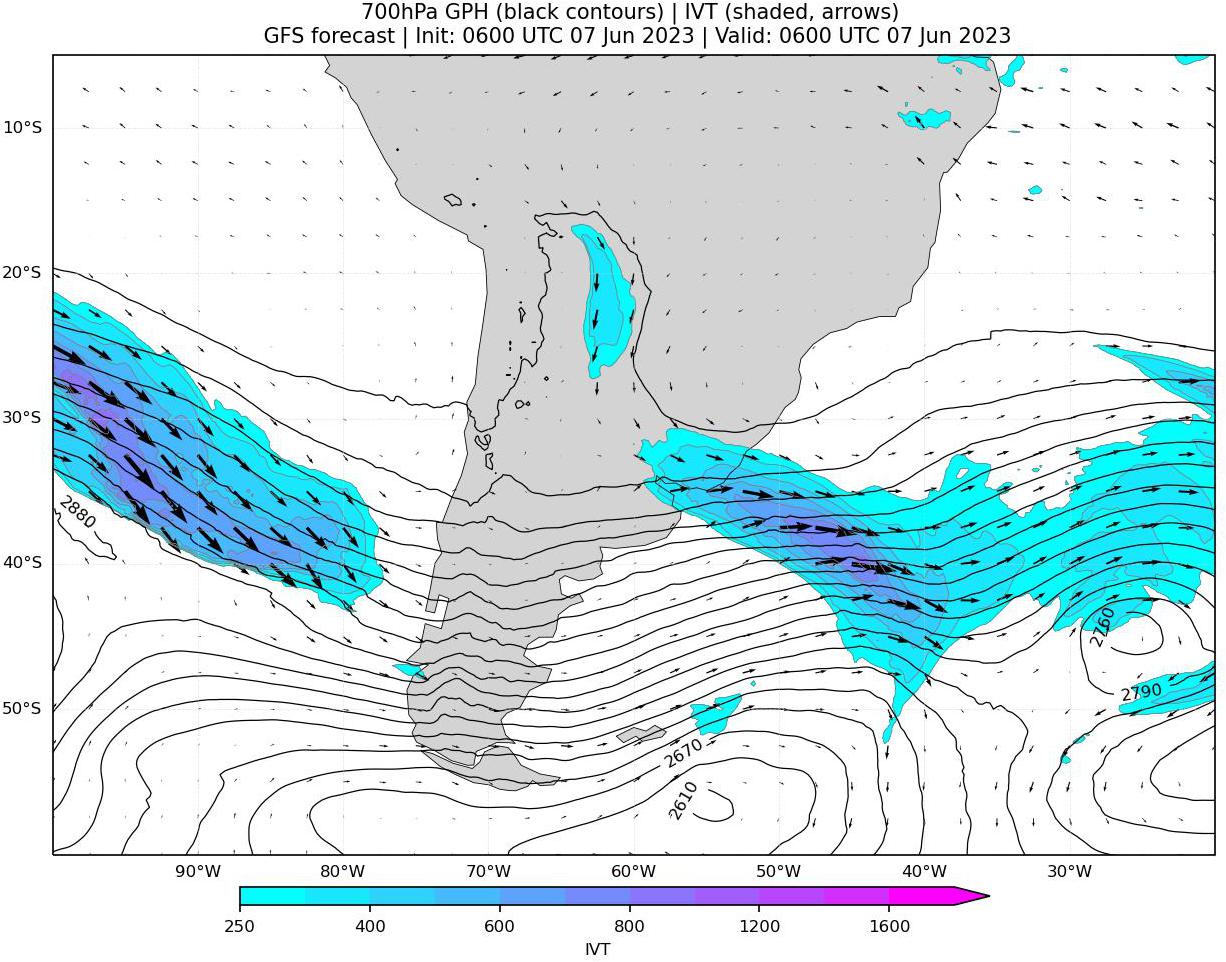 700hPa GPH (black contours) | IVT (shaded, arrows)
GFS forecast | Init: 0600 UTC 07 Jun 2023 | Valid: 0600 UTC 07 Jun 2023
10°S
20°S
30°S
2880
40°S
2760
2790
50°S
2670
2610
90°W 80°W 70°W 60°W 50°W 40°W 30°W
250 400 600 800 1200 1600
IVT